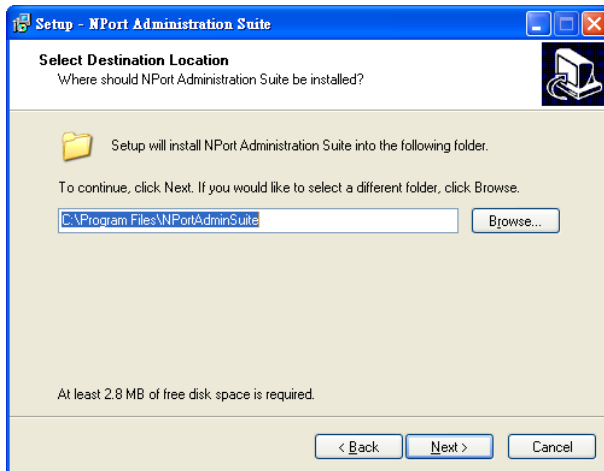 Setup - NPort Administration Suite
Select Destination Location
Where should NPort Administration Suite be installed?
Setup will install NPort Administration Suite into the following folder.
To continue, click Next. If you would like to select a different folder, click Browse.
C:\Program Files\NPortAdminSuite
Browse...
At least 2.8 MB of free disk space is required.
< Back
Next >
Cancel